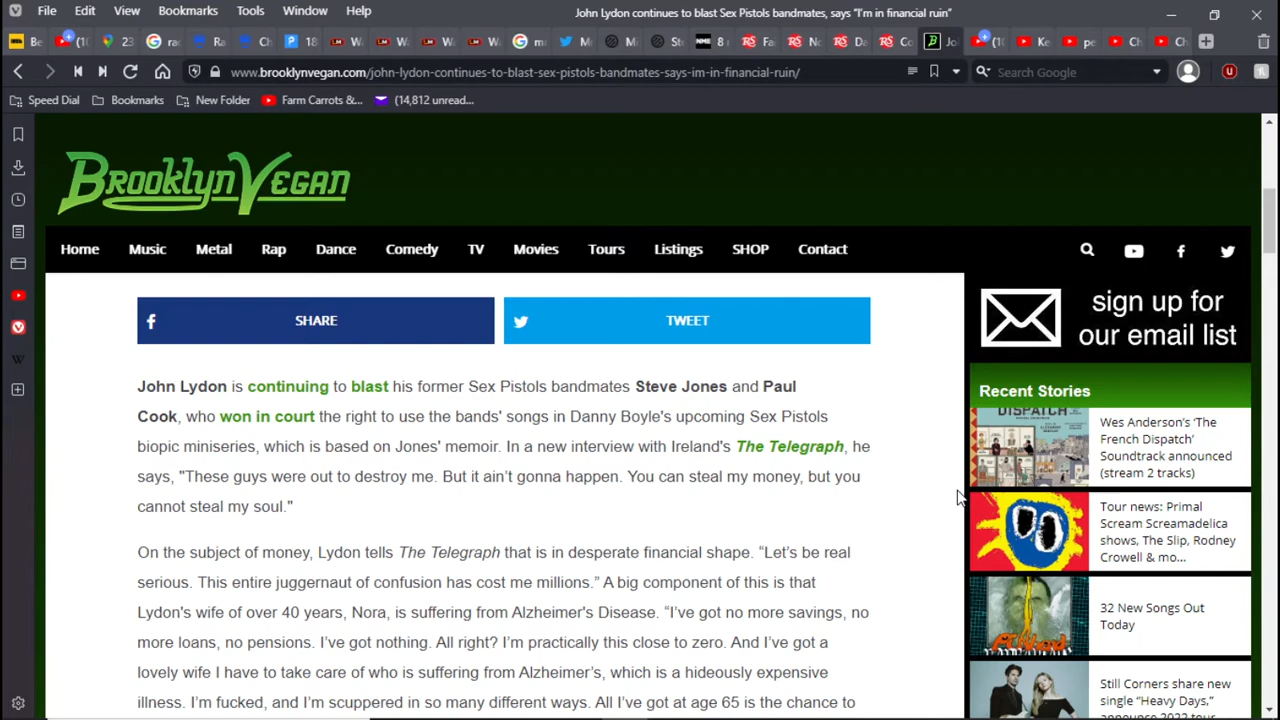 File Edit View Bookmarks Tools Window Help
John Lydon continues to blast Sex Pistols bandmates, says “I'm in financial ruin”
www.brooklynvegan.com/john-lydon-continues-to-blast-sex-pistols-bandmates-says-im-in-financial-ruin/
Search Google
Speed Dial Bookmarks New Folder Farm Carrots &... (14,812 unread...
BROOKLYNVEGAN
Home Music Metal Rap Dance Comedy TV Movies Tours Listings SHOP Contact
SHARE
TWEET
John Lydon is continuing to blast his former Sex Pistols bandmates Steve Jones and Paul
Cook, who won in court the right to use the bands' songs in Danny Boyle's upcoming Sex Pistols
biopic miniseries, which is based on Jones' memoir. In a new interview with Ireland's The Telegraph, he
says, "These guys were out to destroy me. But it ain't gonna happen. You can steal my money, but you
cannot steal my soul."
On the subject of money, Lydon tells The Telegraph that is in desperate financial shape. “Let's be real
serious. This entire juggernaut of confusion has cost me millions.” A big component of this is that
Lydon's wife of over 40 years, Nora, is suffering from Alzheimer's Disease. “I've got no more savings, no
more loans, no pensions. I've got nothing. All right? I'm practically this close to zero. And I've got a
lovely wife I have to take care of who is suffering from Alzheimer's, which is a hideously expensive
illness. I'm fucked, and I'm scuppered in so many different ways. All I've got at age 65 is the chance to
sign up for
our email list
Recent Stories
DISPATCH
Wes Anderson's ‘The
French Dispatch’
Soundtrack announced
(stream 2 tracks)
Tour news: Primal
Scream Screamadelica
shows, The Slip, Rodney
Crowell & mo...
32 New Songs Out
Today
Still Corners share new
single “Heavy Days,”
announce 2022 tour